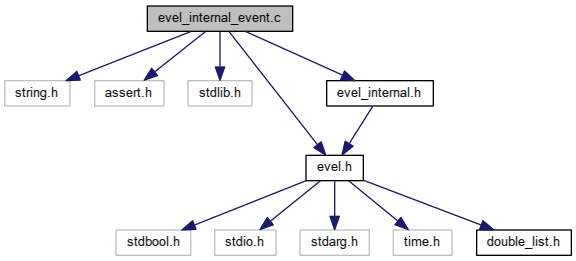 evel_internal_event.c
string.h
assert.h
stdlib.h
evel_internal.h
evel.h
stdbool.h
stdio.h
stdarg.h
time.h
double_list.h